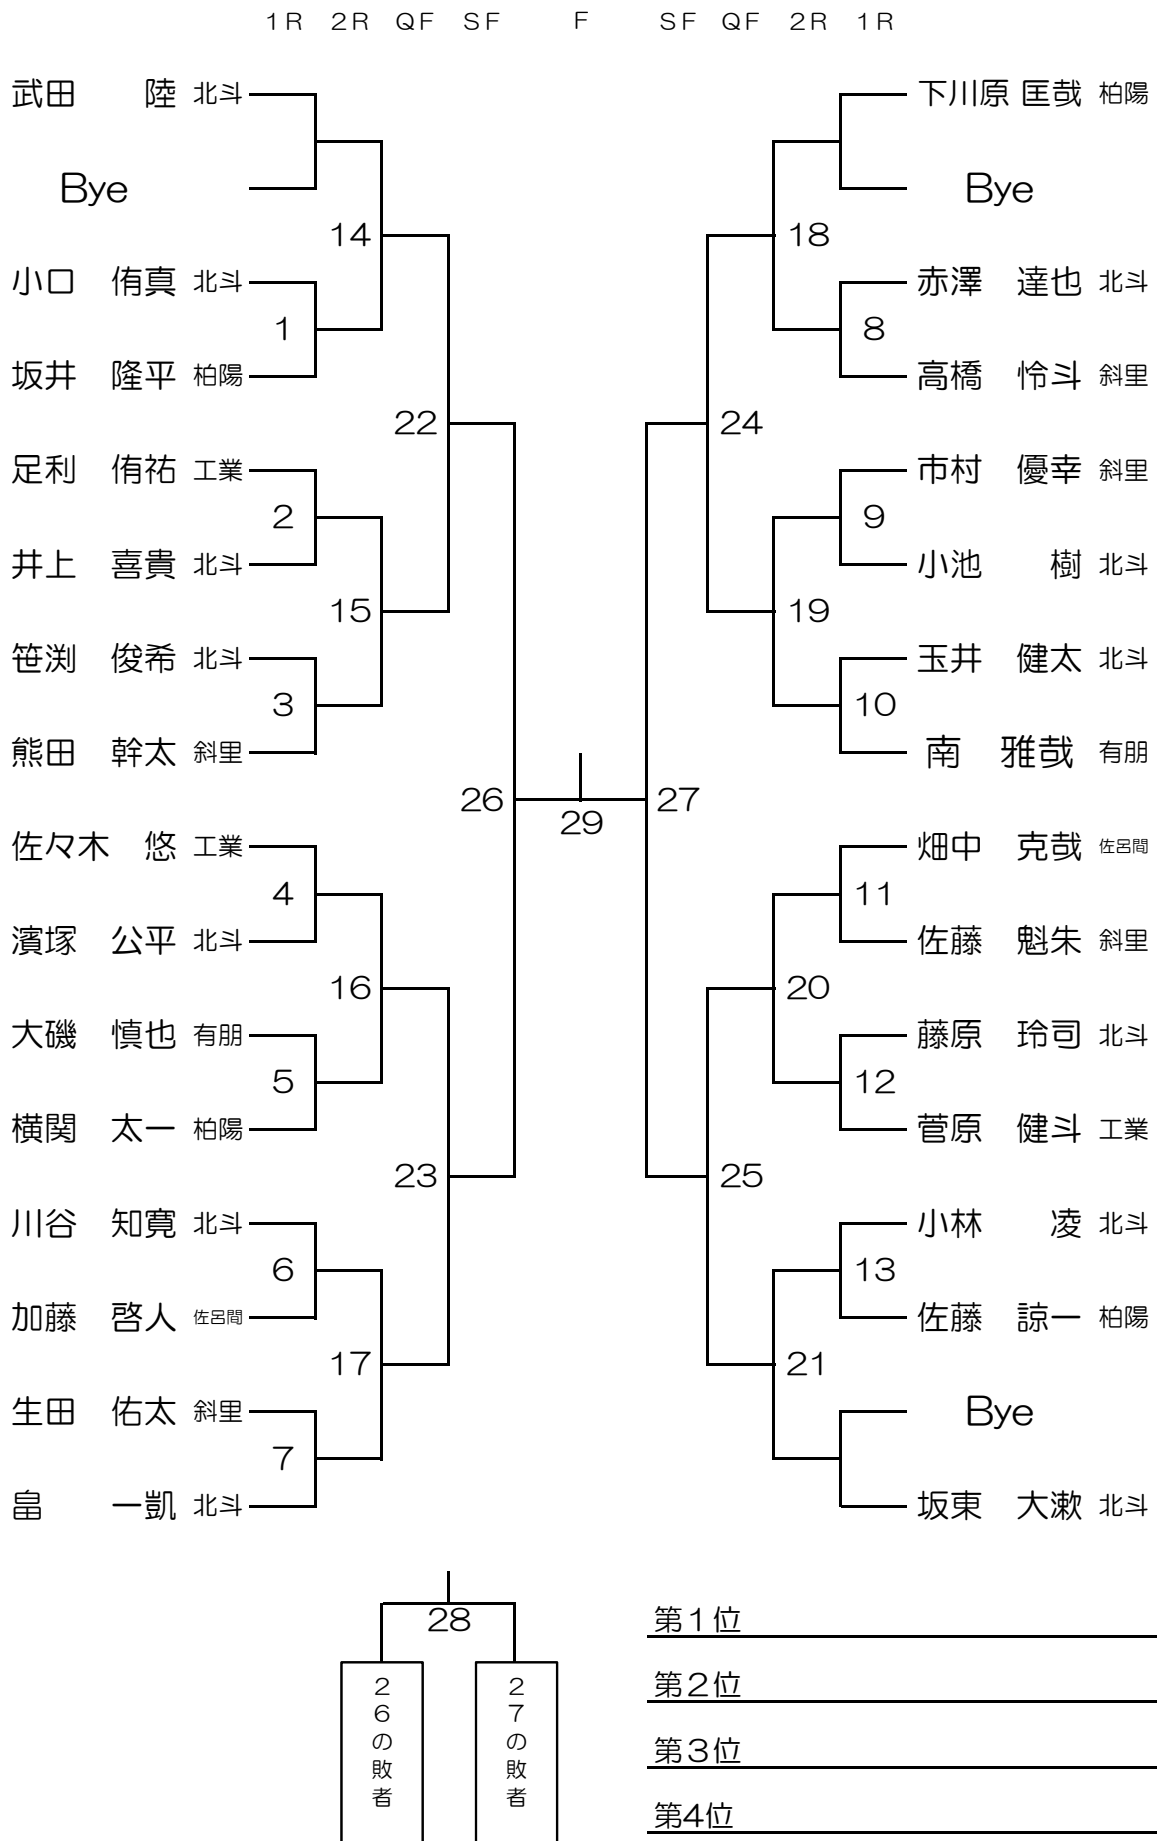 1R 2R QF SF F SF QF 2R 1R
武田 陸 北斗 下川原 匡哉 柏陽
Bye Bye
14 18
小口 侑真 北斗 赤澤 達也 北斗
1 8
坂井 隆平 柏陽 高橋 怜斗 斜里
22 24
足利 侑祐 工業 市村 優幸 斜里
2 9
井上 喜貴 北斗 小池 樹 北斗
15 19
笹渕 俊希 北斗 玉井 健太 北斗
3 10
熊田 幹太 斜里 南 雅哉 有朋
26 29 27
佐々木 悠 工業 畑中 克哉 佐呂間
4 11
濱塚 公平 北斗 佐藤 魁朱 斜里
16 20
大磯 慎也 有朋 藤原 玲司 北斗
5 12
横関 太一 柏陽 菅原 健斗 工業
23 25
川谷 知寛 北斗 小林 凌 北斗
6 13
加藤 啓人 佐呂間 佐藤 諒一 柏陽
17 21
生田 佑太 斜里 Bye
7
畠 一凱 北斗 坂東 大漱 北斗
28
26の敗者
27の敗者
第1位
第2位
第3位
第4位